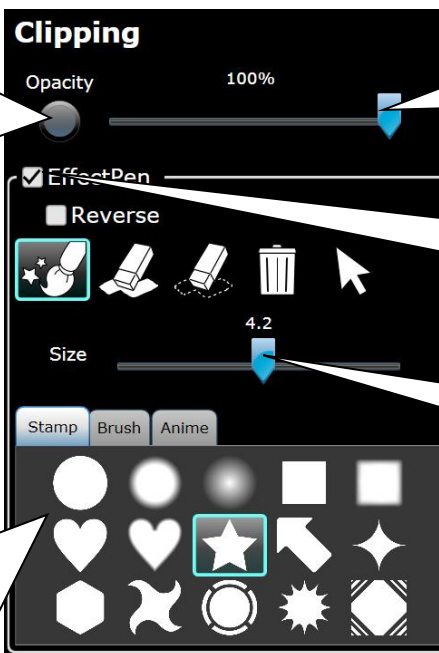 Clipping
Opacity 100%
EffectPen
Reverse
4.2
Size
Stamp Brush Anime